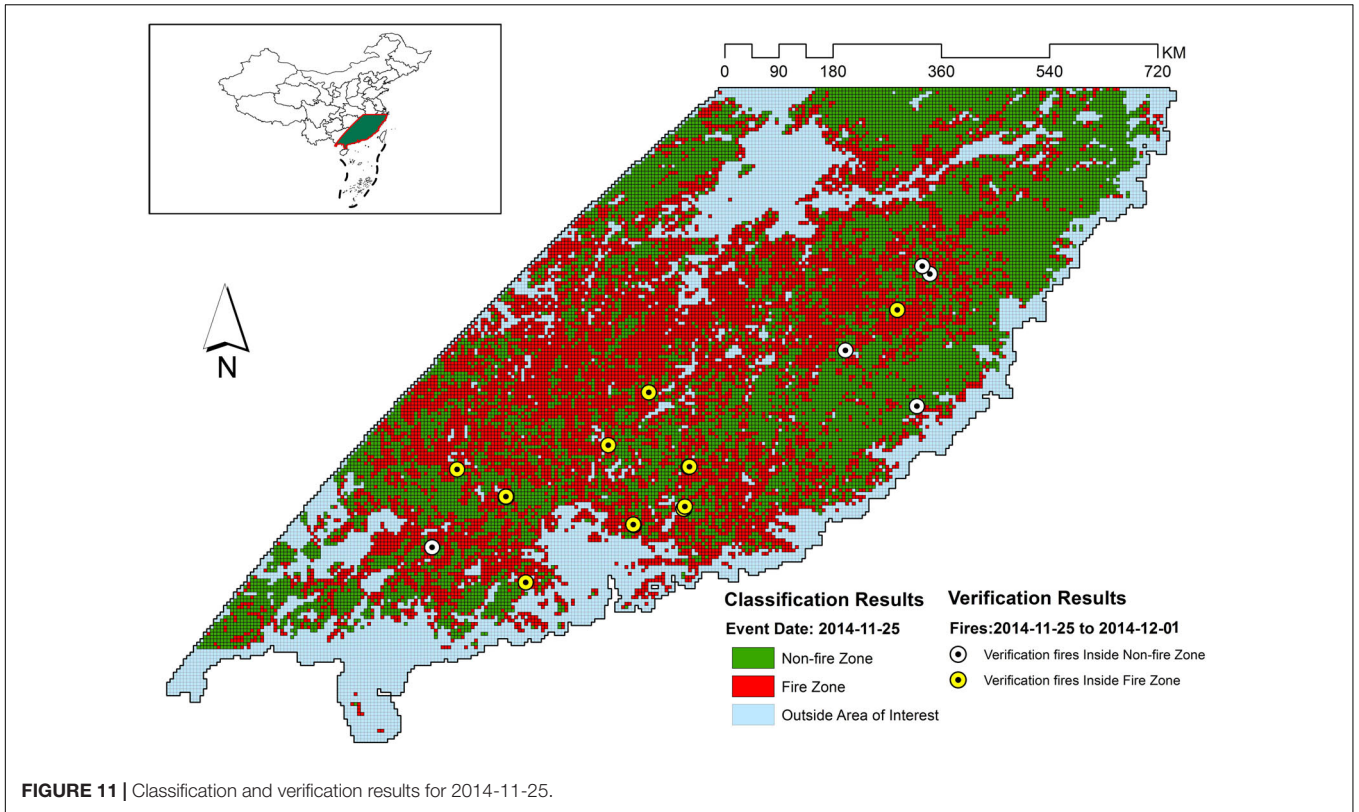 KM
0 90 180 360 540 720
N
Classification Results
Event Date: 2014-11-25
Non-fire Zone
Fire Zone
Outside Area of Interest
Verification Results
Fires:2014-11-25 to 2014-12-01
Verification fires Inside Non-fire Zone
Verification fires Inside Fire Zone
FIGURE 11 | Classification and verification results for 2014-11-25.